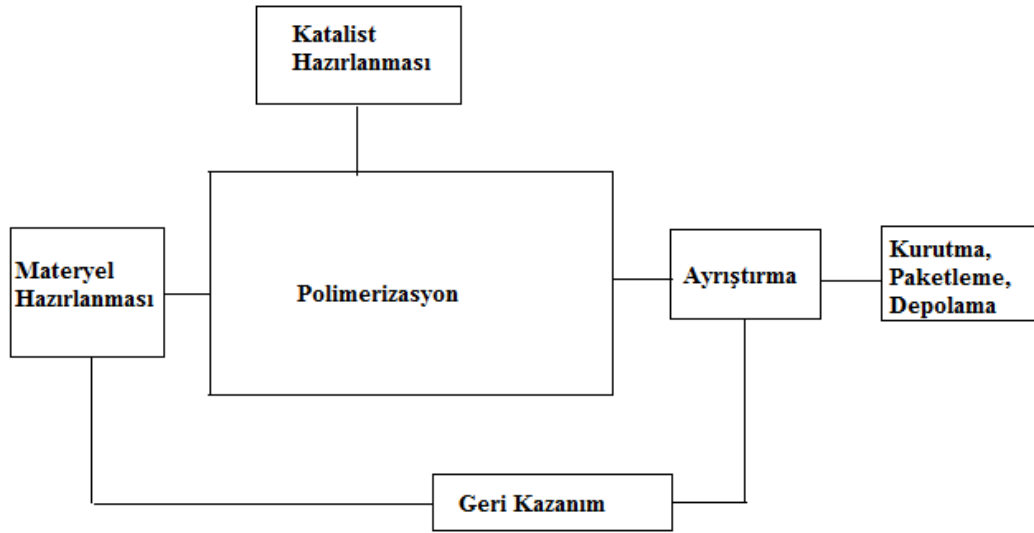 Katalist
Hazırlanması
Materyel
Hazırlanması
Polimerizasyon
Ayrıştırma
Kurutma,
Paketleme,
Depolama
Geri Kazanım